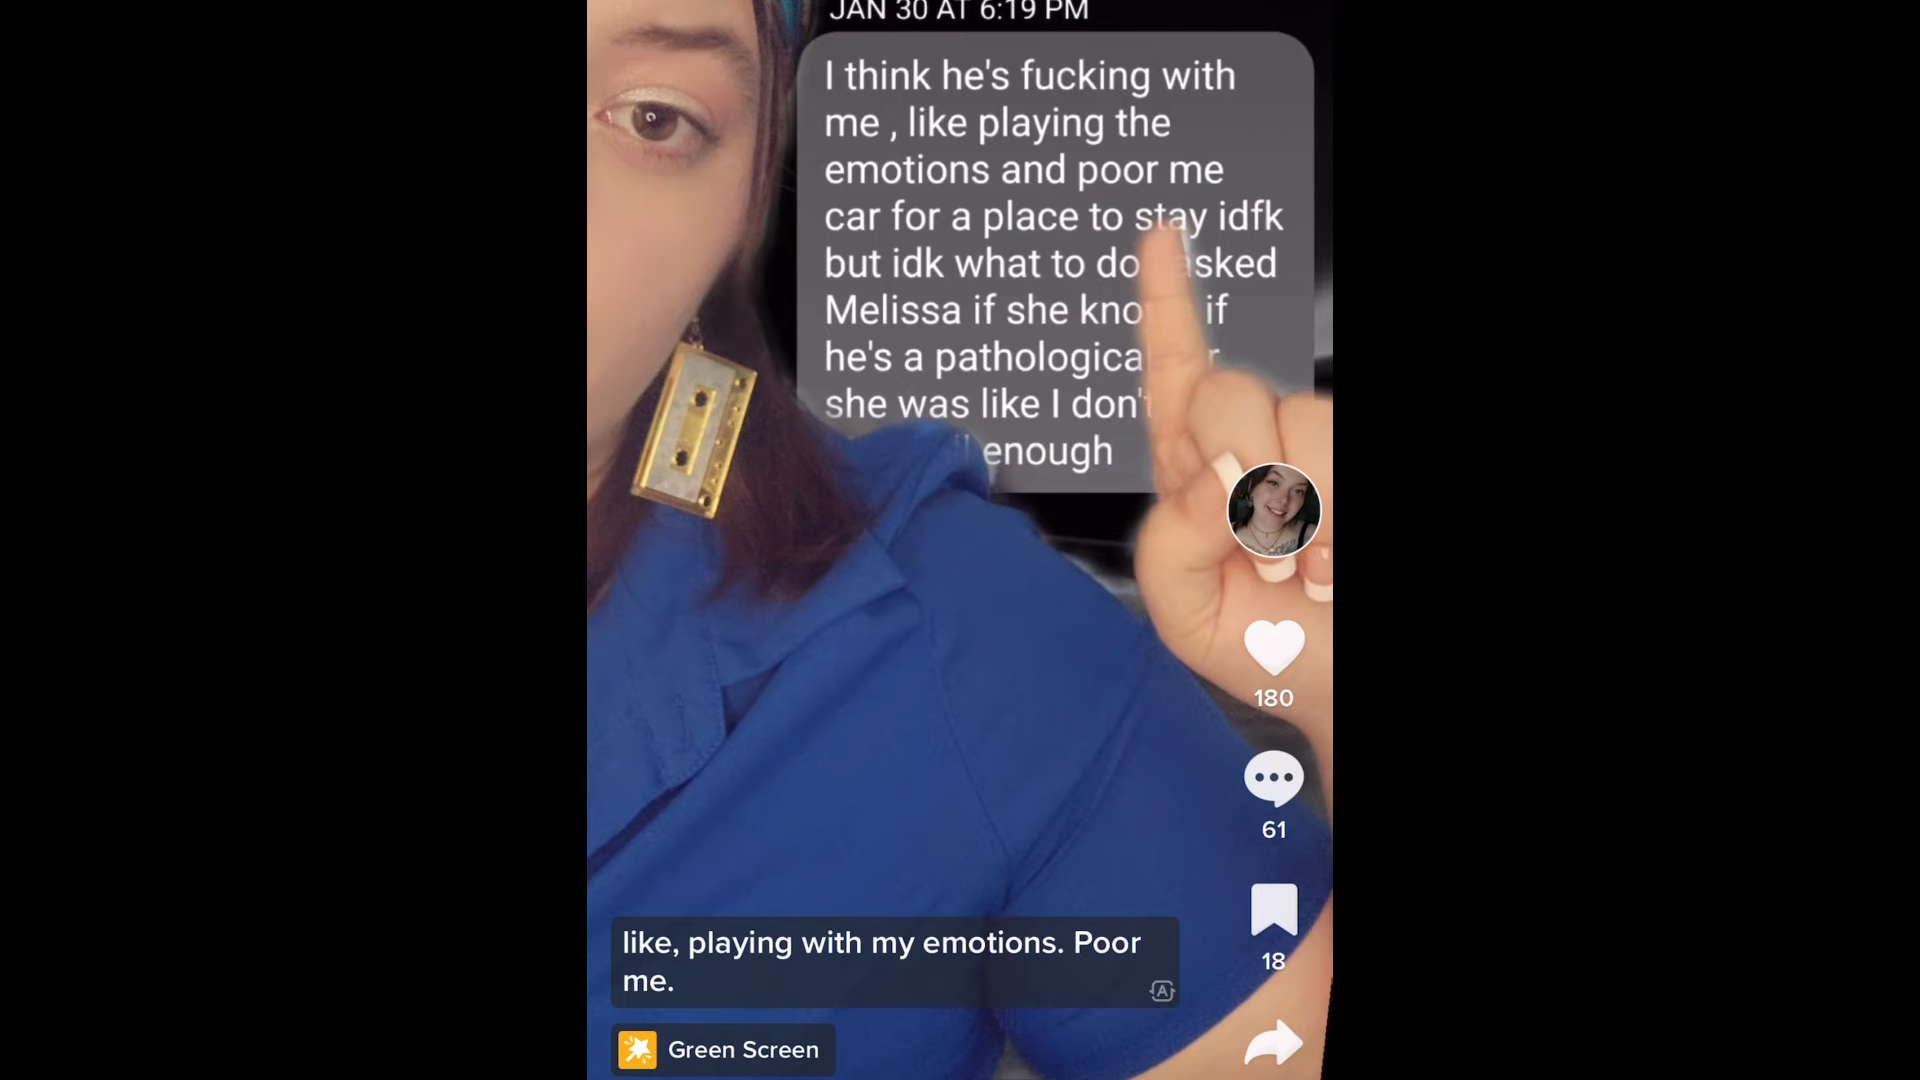 JAN 30 AT 6:19 PM
I think he's fucking with
me , like playing the
emotions and poor me
car for a place to stay idfk
but idk what to do asked
Melissa if she if
he's a
she was like I don't
enough
180
61
18
like, playing with my emotions. Poor
me.
A
Green Screen